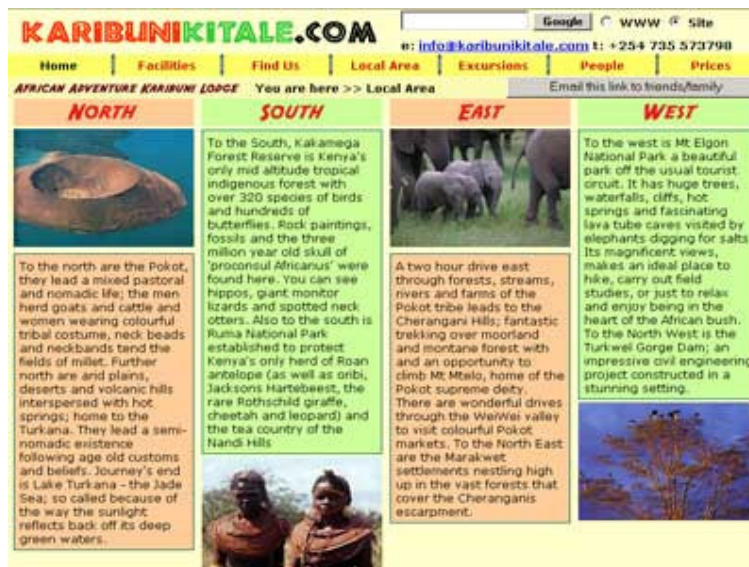 KARIBUNIKITALE.COM
Google WWW Site
e: info@karibunikitale.com t: +254 735 573798
Home Facilities Find Us Local Area Excursions People Prices
AFRICAN ADVENTURE KARIBUNI LODGE You are here >> Local Area Email this link to friends/family
NORTH
To the north are the Pokot,
they lead a mixed pastoral
and nomadic life; the men
herd goats and cattle and
women wearing colourful
tribal costume, neck beads
and neckbands tend the
fields of millet. Further
north are arid plains,
deserts and volcanic hills
interspersed with hot
springs; home to the
Turkana. They lead a semi-
nomadic existence
following age old customs
and beliefs. Journey's end
is Lake Turkana - the Jade
Sea; so called because of
the way the sunlight
reflects back off its deep
green waters.
SOUTH
To the South, Kakamega
Forest Reserve is Kenya's
only mid altitude tropical
indigenous forest with
over 320 species of birds
and hundreds of
butterflies. Rock paintings,
fossils and the three
million year old skull of
'proconsul Africanus' were
found here. You can see
hippos, giant monitor
lizards and spotted neck
otters. Also to the south is
Ruma National Park
established to protect
Kenya's only herd of Roan
antelope (as well as oribi,
Jacksons Hartebeest, the
rare Rothschild giraffe,
cheetah and leopard) and
the tea country of the
Nandi Hills
EAST
A two hour drive east
through forests, streams,
rivers and farms of the
Pokot tribe leads to the
Cherangani Hills; fantastic
trekking over moorland
and montane forest with
and an opportunity to
climb Mt Mtelo, home of the
Pokot supreme deity.
There are wonderful drives
through the WeiWei valley
to visit colourful Pokot
markets. To the North East
are the Marakwet
settlements nestling high
up in the vast forests that
cover the Cheranganis
escarpment.
WEST
To the west is Mt Elgon
National Park a beautiful
park off the usual tourist
circuit. It has huge trees,
waterfalls, cliffs, hot
springs and fascinating
lava tube caves visited by
elephants digging for salts.
Its magnificent views,
makes an ideal place to
hike, carry out field
studies, or just to relax
and enjoy being in the
heart of the African bush.
To the North West is the
Turkwel Gorge Dam; an
impressive civil engineering
project constructed in a
stunning setting.